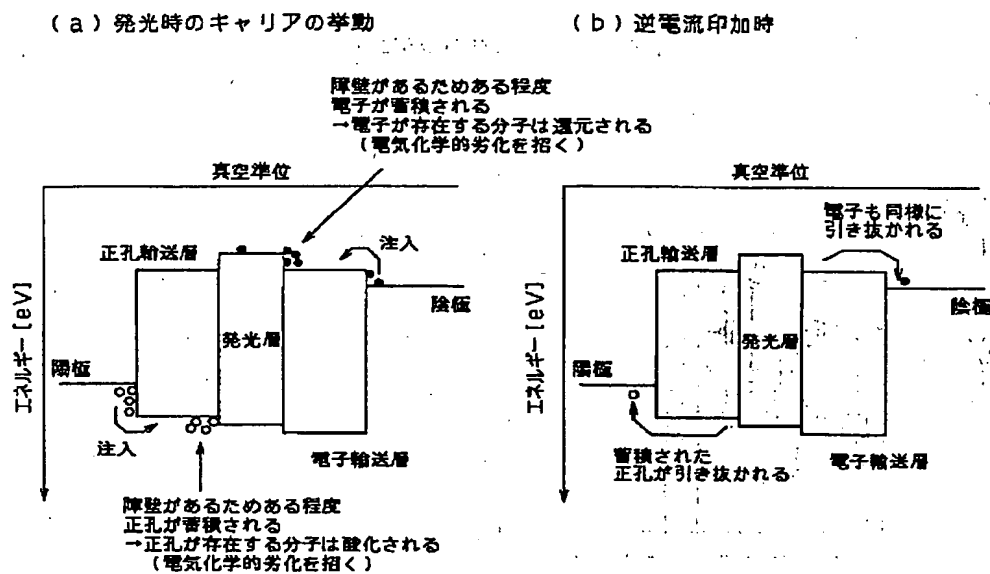 (a)発光時のキャリアの挙動
障壁があるためある程度
電子が蓄積される
→電子が存在する分子は還元される
(電気化学的劣化を招く)
真空準位
正孔輸送層
注入
陰極
発光層
陽極
エネルギー[eV]
注入
電子輸送層
障壁があるためある程度
正孔が蓄積される
→正孔が存在する分子は酸化される
(電気化学的劣化を招く)
(b)逆電流印加時
真空準位
電子も同様に
引き抜かれる
正孔輸送層
陰極
発光層
陽極
エネルギー[eV]
蓄積された
正孔が引き抜かれる
電子輸送層